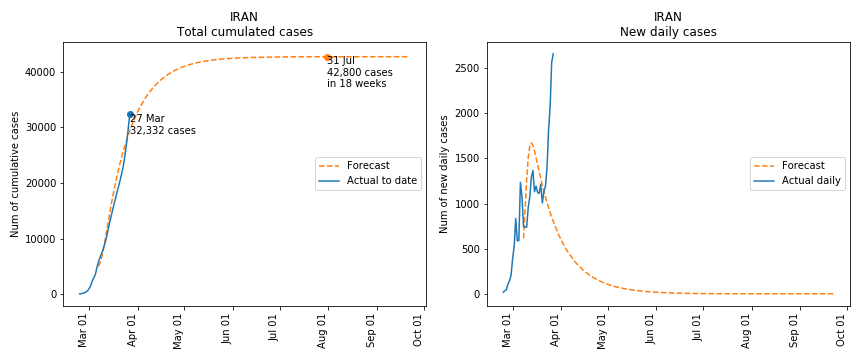 IRAN
Total cumulated cases
Num of cumulative cases
40000
30000
20000
10000
0
31 Jul
42,800 cases
in 18 weeks
27 Mar
32,332 cases
Forecast
Actual to date
Mar 01
Apr 01
May 01
Jun 01
Jul 01
Aug 01
Sep 01
Oct 01
IRAN
New daily cases
Num of new daily cases
2500
2000
1500
1000
500
0
Forecast
Actual daily
Mar 01
Apr 01
May 01
Jun 01
Jul 01
Aug 01
Sep 01
Oct 01